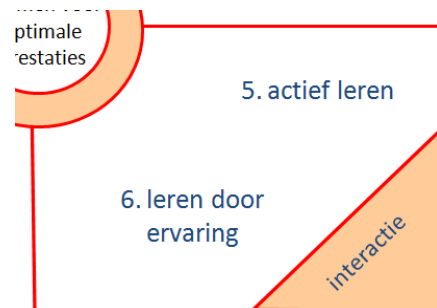 ptimale
restaties
5. actief leren
6. leren door
ervaring
interactie